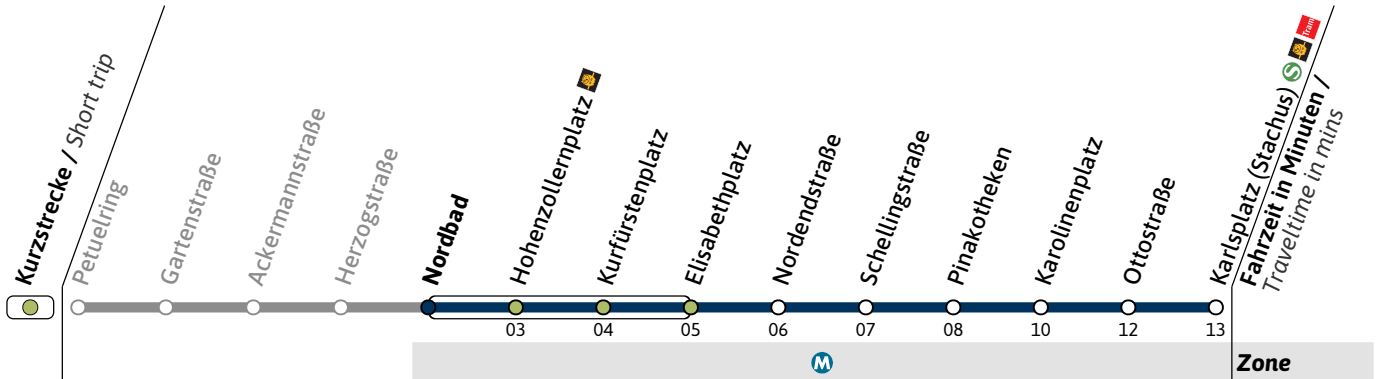 Kurzstrecke / Short trip
Petuelring
Gartenstraße
Ackermannstraße
Herzogstraße
Nordbad
Hohenzollernplatz
Kurfürstenplatz
Elisabethplatz
Nordendstraße
Schellingstraße
Pinakotheken
Karolinenplatz
Ottostraße
Karlsplatz (Stachus) S Tram
Fahrzeit in Minuten /
Traveltime in mins
03 04 05 06 07 08 10 12 13
M
Zone